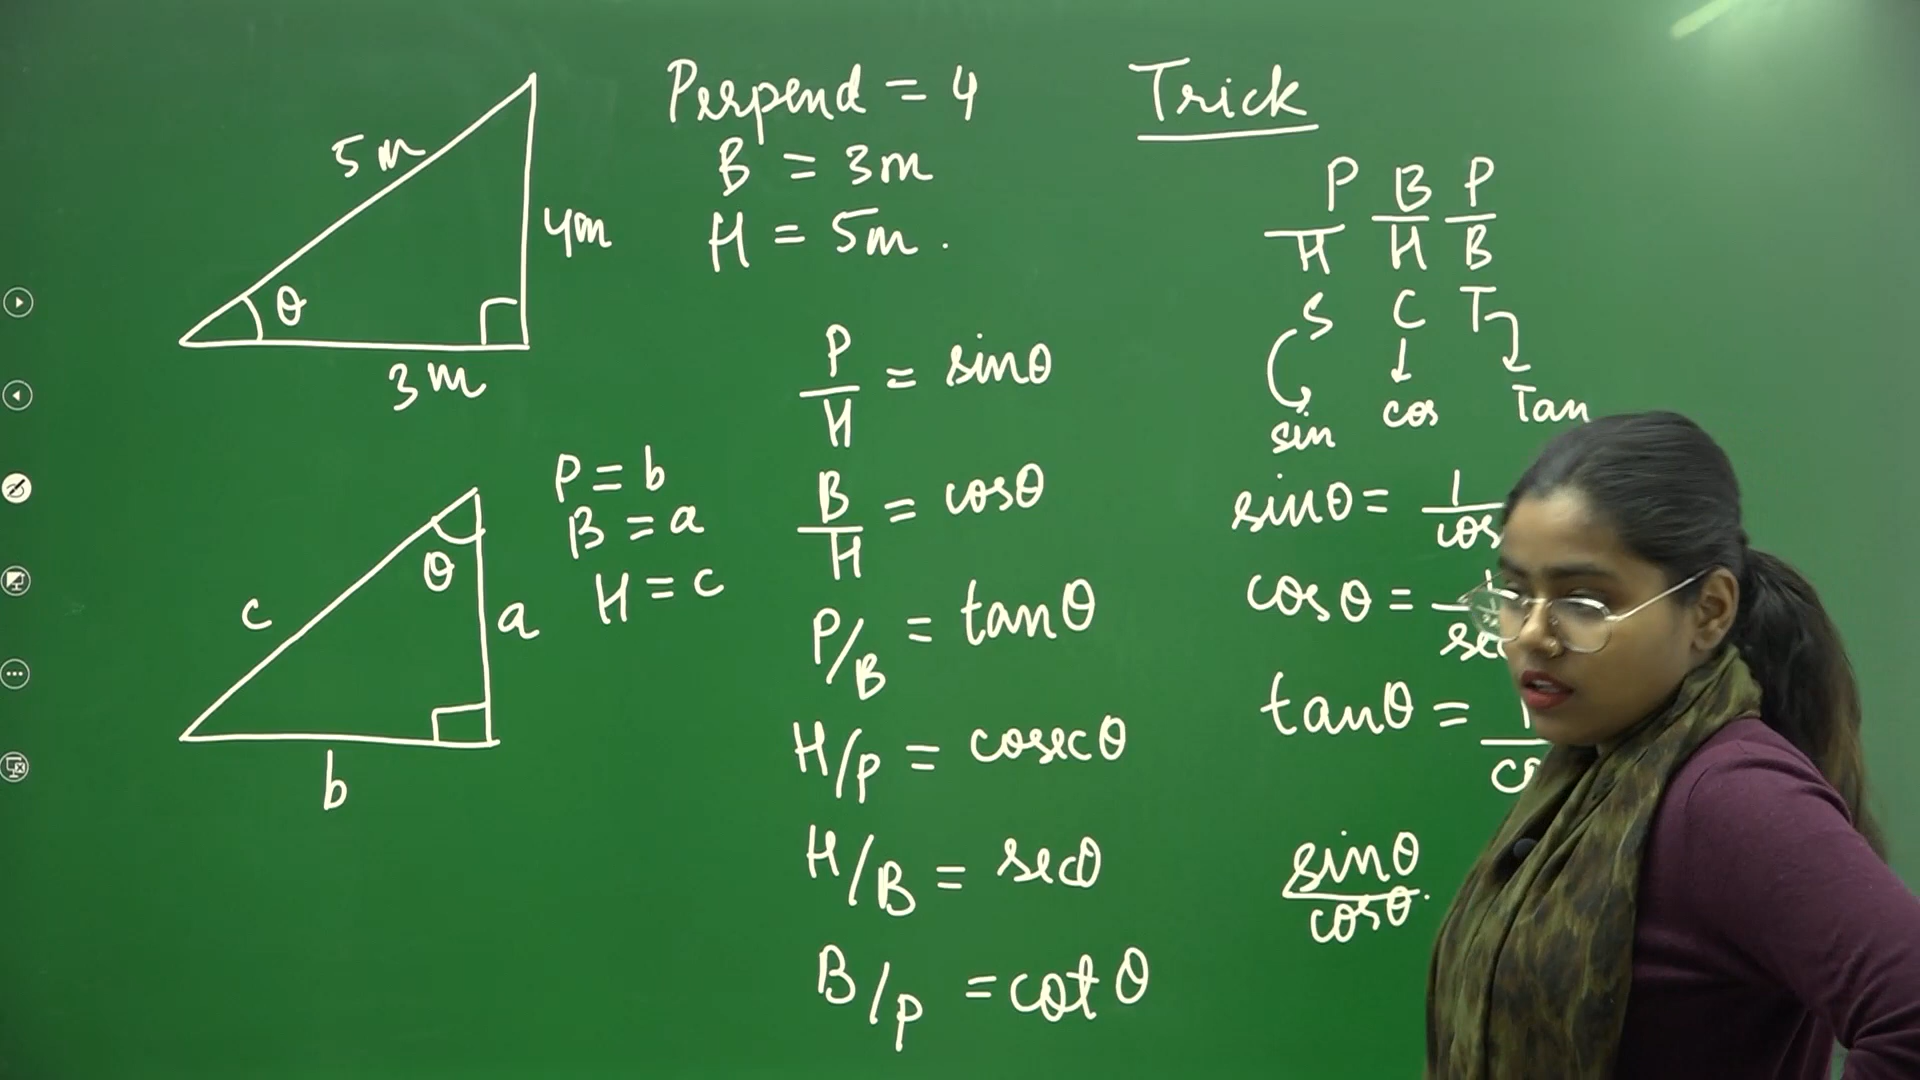 5m
4m
θ
3m
Perpend = 4
B = 3m
H = 5m.
θ
c
a
b
P = b
B = a
H = c
P/H = sinθ
B/H = cosθ
P/B = tanθ
H/P = cosecθ
H/B = secθ
B/P = cotθ
Trick
P B P
H H B
S C T
sin cos Tan
sinθ = 1/cos
cosθ =
tanθ =
sinθ
cosθ